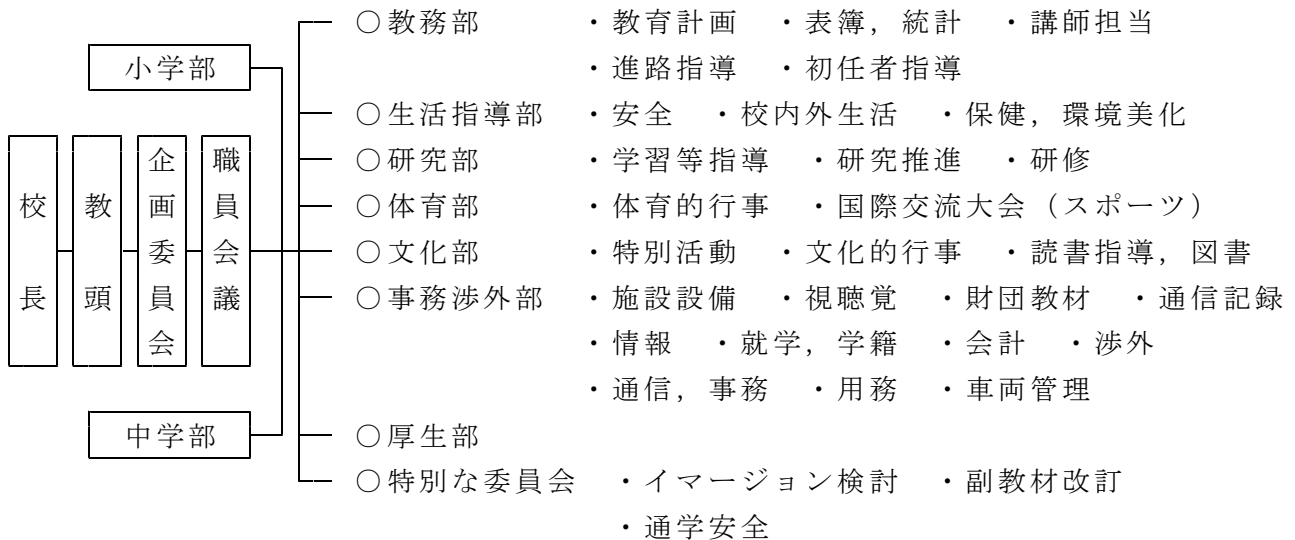 ○教務部 ・教育計画 ・表簿，統計 ・講師担当
小学部
・進路指導 ・初任者指導
○生活指導部 ・安全 ・校内外生活 ・保健，環境美化
校長
教頭
企画委員会
職員会議
○研究部 ・学習等指導 ・研究推進 ・研修
○体育部 ・体育的行事 ・国際交流大会（スポーツ）
○文化部 ・特別活動 ・文化的行事 ・読書指導，図書
○事務渉外部 ・施設設備 ・視聴覚 ・財団教材 ・通信記録
・情報 ・就学，学籍 ・会計 ・渉外
・通信，事務 ・用務 ・車両管理
中学部
○厚生部
○特別な委員会 ・イマージョン検討 ・副教材改訂
・通学安全